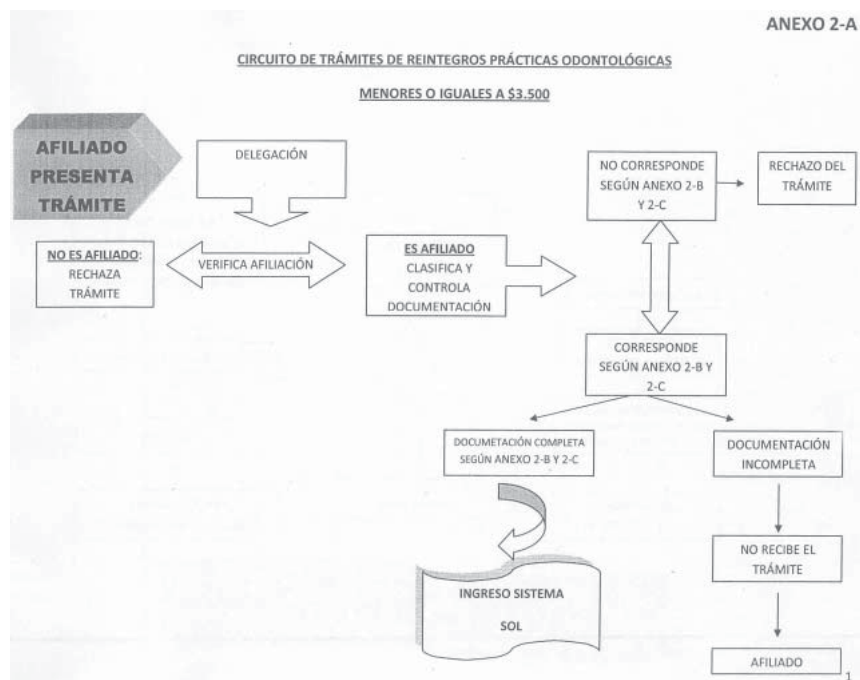 ANEXO 2-A
CIRCUITO DE TRÁMITES DE REINTEGROS PRÁCTICAS ODONTOLÓGICAS
MENORES O IGUALES A $3.500
AFILIADO
PRESENTA
TRÁMITE
DELEGACIÓN
NO CORRESPONDE
SEGÚN ANEXO 2-B
Y 2-C
RECHAZO DEL
TRÁMITE
NO ES AFILIADO:
RECHAZA
TRÁMITE
VERIFICA AFILIACIÓN
ES AFILIADO
CLASIFICA Y
CONTROLA
DOCUMENTACIÓN
CORRESPONDE
SEGÚN ANEXO 2-B Y
2-C
DOCUMETACIÓN COMPLETA
SEGÚN ANEXO 2-B Y 2-C
DOCUMENTACIÓN
INCOMPLETA
NO RECIBE EL
TRÁMITE
INGRESO SISTEMA
SOL
AFILIADO
1